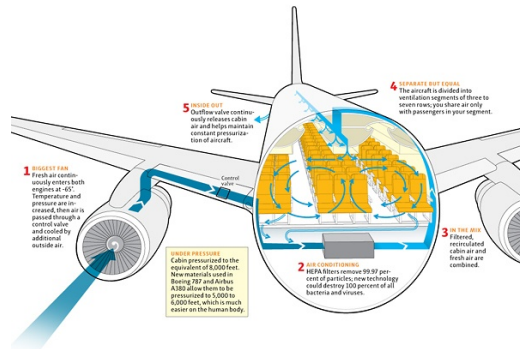 1 BIGGEST FAN
Fresh air contin-
uously enters both
engines at -65°.
Temperature and
pressure are in-
creased, then air is
passed through a
control valve
and cooled by
additional
outside air.
Control
valve
UNDER PRESSURE
Cabin pressurized to the
equivalent of 8,000 feet.
New materials used in
Boeing 787 and Airbus
A380 allow them to be
pressurized to 5,000 to
6,000 feet, which is much
easier on the human body.
2 AIR CONDITIONING
HEPA filters remove 99.97 per-
cent of particles; new technology
could destroy 100 percent of all
bacteria and viruses.
3 IN THE MIX
Filtered,
recirculated
cabin air and
fresh air are
combined.
4 SEPARATE BUT EQUAL
The aircraft is divided into
ventilation segments of three to
seven rows; you share air only
with passengers in your segment.
5 INSIDE OUT
Outflow valve continu-
ously releases cabin
air and helps maintain
constant pressuriza-
tion of aircraft.